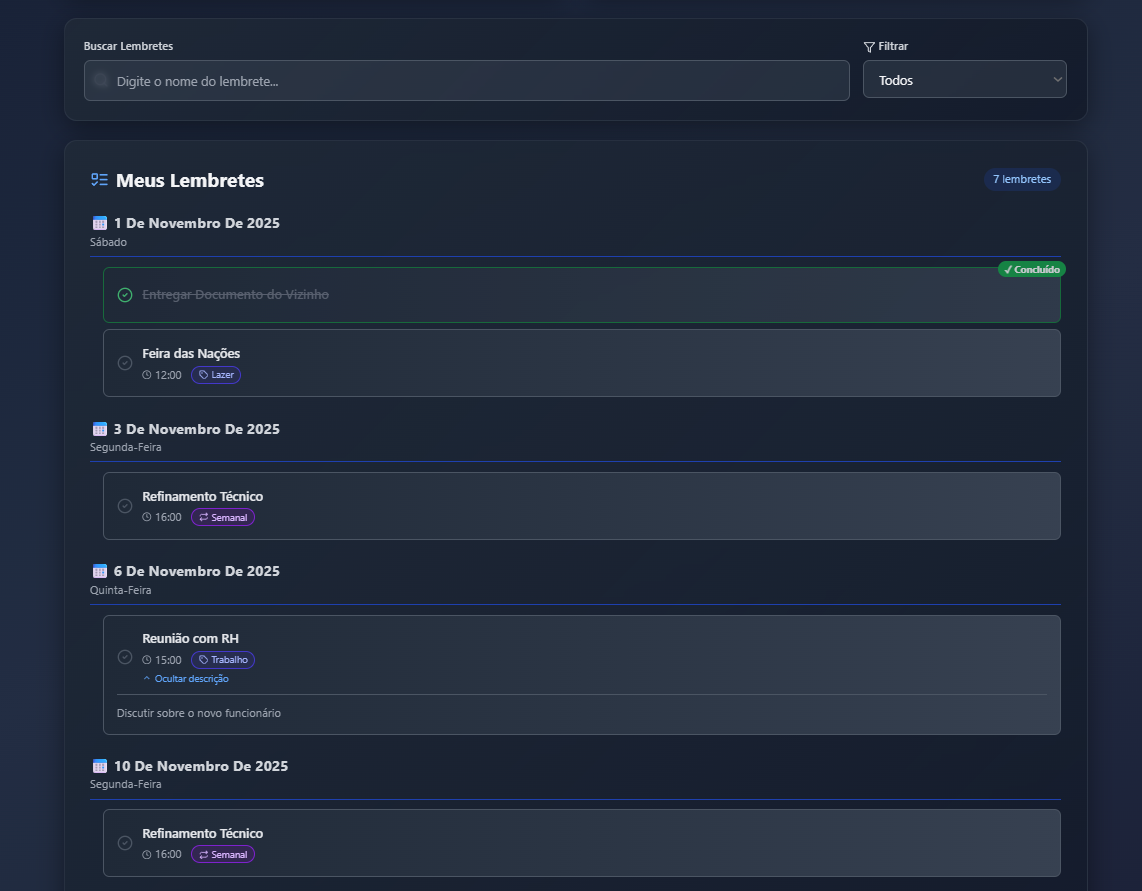 Buscar Lembretes
Filtrar
Digite o nome do lembrete...
Todos
Meus Lembretes
7 lembretes
1 De Novembro De 2025
Sábado
✓ Concluído
Entregar Documento do Vizinho
Feira das Nações
12:00 Lazer
3 De Novembro De 2025
Segunda-Feira
Refinamento Técnico
16:00 Semanal
6 De Novembro De 2025
Quinta-Feira
Reunião com RH
15:00 Trabalho
Ocultar descrição
Discutir sobre o novo funcionário
10 De Novembro De 2025
Segunda-Feira
Refinamento Técnico
16:00 Semanal